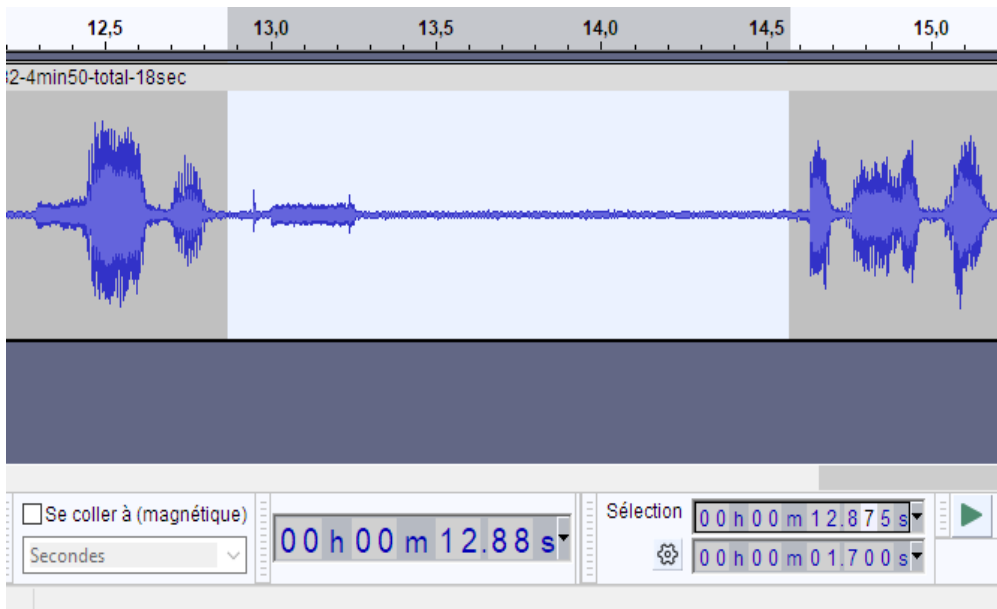 12,5 13,0 13,5 14,0 14,5 15,0
2-4min50-total-18sec
Se coller à (magnétique)
Secondes
00 h 00 m 12.88 s
Sélection
00 h 00 m 12.875 s
00 h 00 m 01.700 s